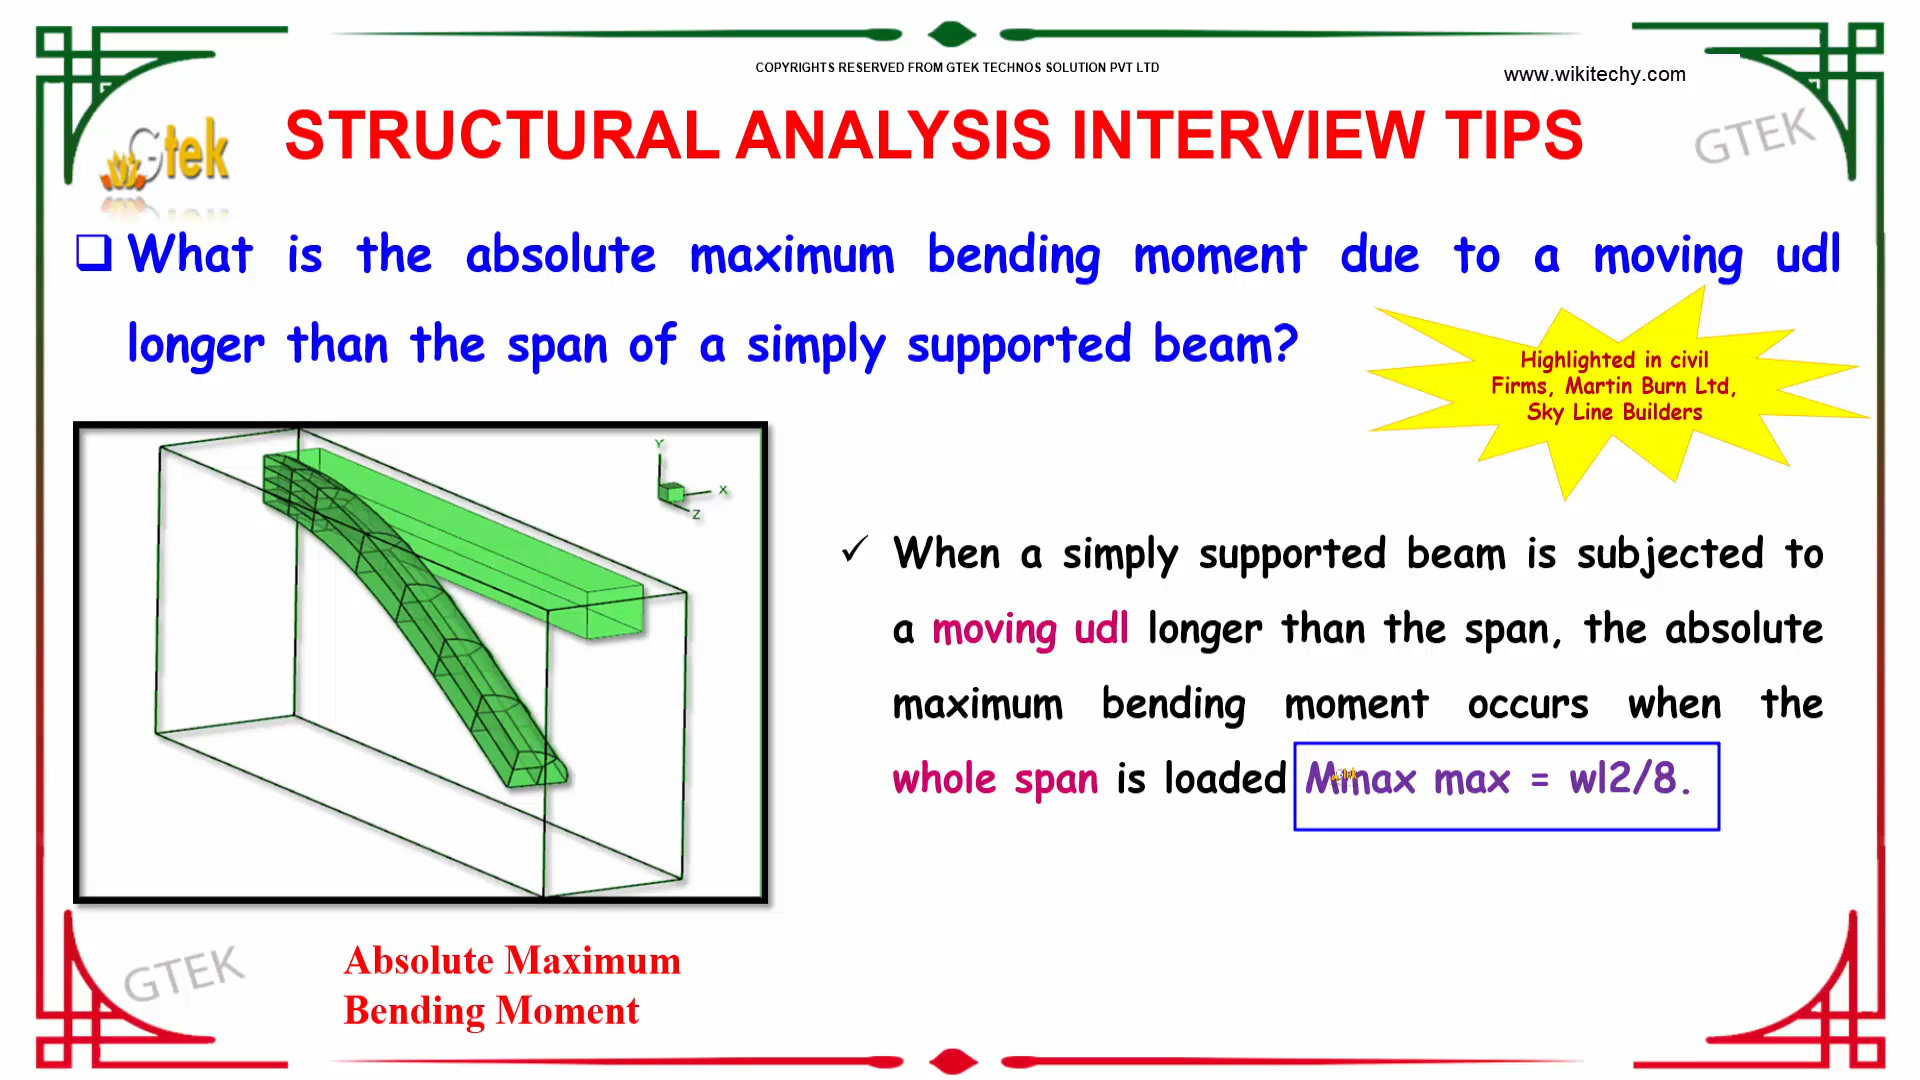 COPYRIGHTS RESERVED FROM GTEK TECHNOS SOLUTION PVT LTD
www.wikitechy.com
Gtek
STRUCTURAL ANALYSIS INTERVIEW TIPS
GTEK
What is the absolute maximum bending moment due to a moving udl
longer than the span of a simply supported beam?
Highlighted in civil
Firms, Martin Burn Ltd,
Sky Line Builders
Y
X
Z
✓ When a simply supported beam is subjected to
a moving udl longer than the span, the absolute
maximum bending moment occurs when the
whole span is loaded Mmax max = wl2/8.
GTEK
Absolute Maximum
Bending Moment